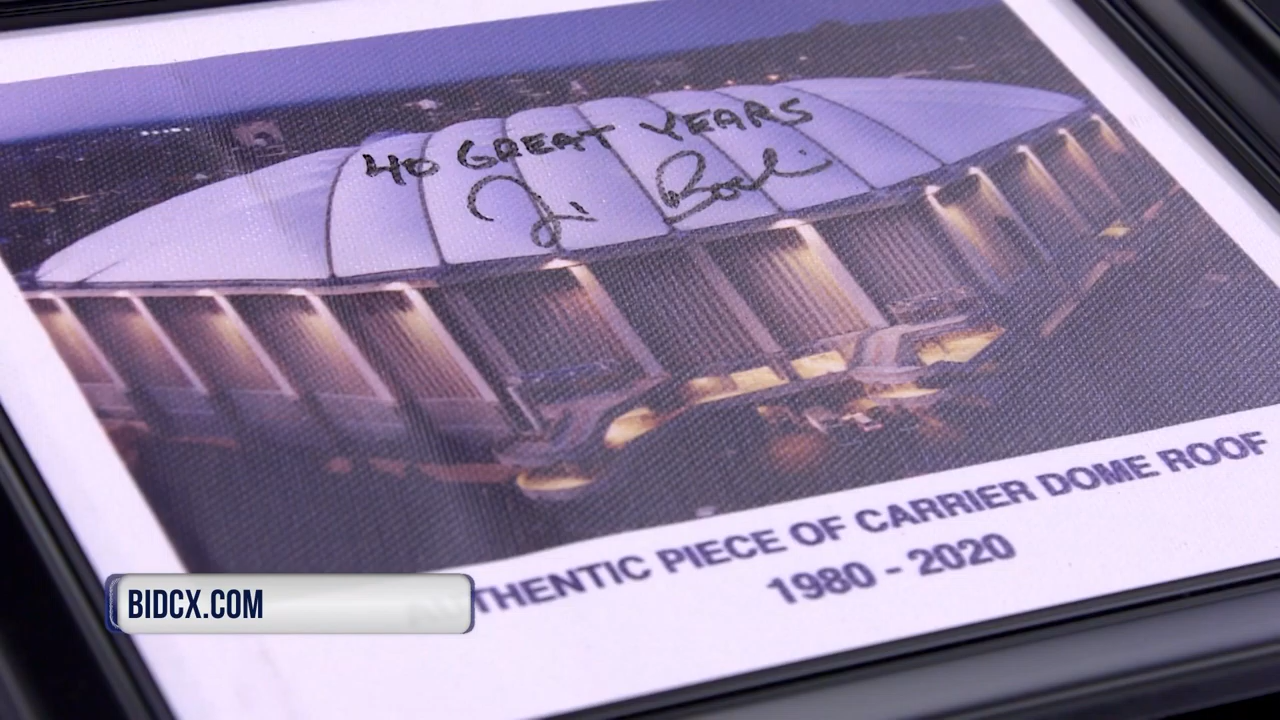 40 GREAT YEARS
THENTIC PIECE OF CARRIER DOME ROOF
1980 - 2020
BIDCX.COM